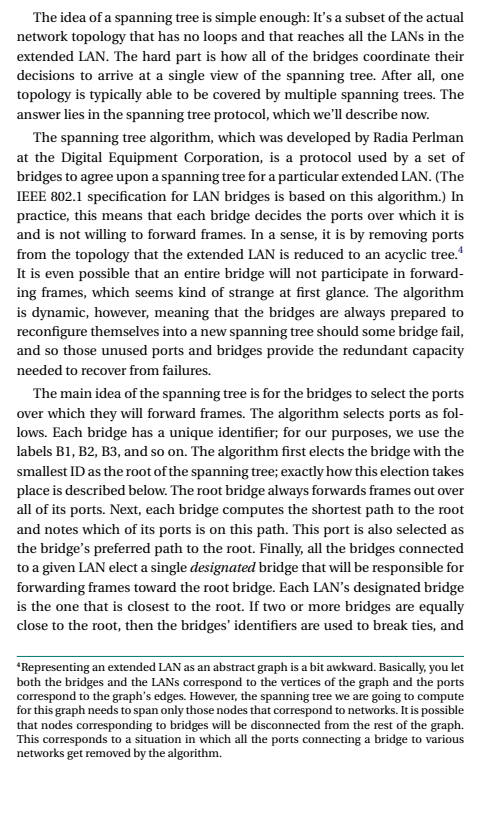 The idea of a spanning tree is simple enough: It's a subset of the actual
network topology that has no loops and that reaches all the LANs in the
extended LAN. The hard part is how all of the bridges coordinate their
decisions to arrive at a single view of the spanning tree. After all, one
topology is typically able to be covered by multiple spanning trees. The
answer lies in the spanning tree protocol, which we'll describe now.
The spanning tree algorithm, which was developed by Radia Perlman
at the Digital Equipment Corporation, is a protocol used by a set of
bridges to agree upon a spanning tree for a particular extended LAN. (The
IEEE 802.1 specification for LAN bridges is based on this algorithm.) In
practice, this means that each bridge decides the ports over which it is
and is not willing to forward frames. In a sense, it is by removing ports
from the topology that the extended LAN is reduced to an acyclic tree.⁴
It is even possible that an entire bridge will not participate in forward-
ing frames, which seems kind of strange at first glance. The algorithm
is dynamic, however, meaning that the bridges are always prepared to
reconfigure themselves into a new spanning tree should some bridge fail,
and so those unused ports and bridges provide the redundant capacity
needed to recover from failures.
The main idea of the spanning tree is for the bridges to select the ports
over which they will forward frames. The algorithm selects ports as fol-
lows. Each bridge has a unique identifier; for our purposes, we use the
labels B1, B2, B3, and so on. The algorithm first elects the bridge with the
smallest ID as the root of the spanning tree; exactly how this election takes
place is described below. The root bridge always forwards frames out over
all of its ports. Next, each bridge computes the shortest path to the root
and notes which of its ports is on this path. This port is also selected as
the bridge's preferred path to the root. Finally, all the bridges connected
to a given LAN elect a single designated bridge that will be responsible for
forwarding frames toward the root bridge. Each LAN's designated bridge
is the one that is closest to the root. If two or more bridges are equally
close to the root, then the bridges' identifiers are used to break ties, and
⁴Representing an extended LAN as an abstract graph is a bit awkward. Basically, you let
both the bridges and the LANs correspond to the vertices of the graph and the ports
correspond to the graph's edges. However, the spanning tree we are going to compute
for this graph needs to span only those nodes that correspond to networks. It is possible
that nodes corresponding to bridges will be disconnected from the rest of the graph.
This corresponds to a situation in which all the ports connecting a bridge to various
networks get removed by the algorithm.